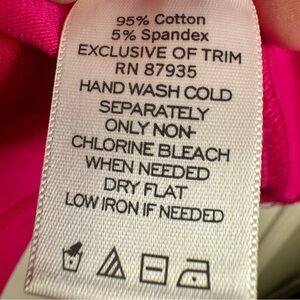 95% Cotton
5% Spandex
EXCLUSIVE OF TRIM
RN 87935
HAND WASH COLD
SEPARATELY
ONLY NON-
CHLORINE BLEACH
WHEN NEEDED
DRY FLAT
LOW IRON IF NEEDED